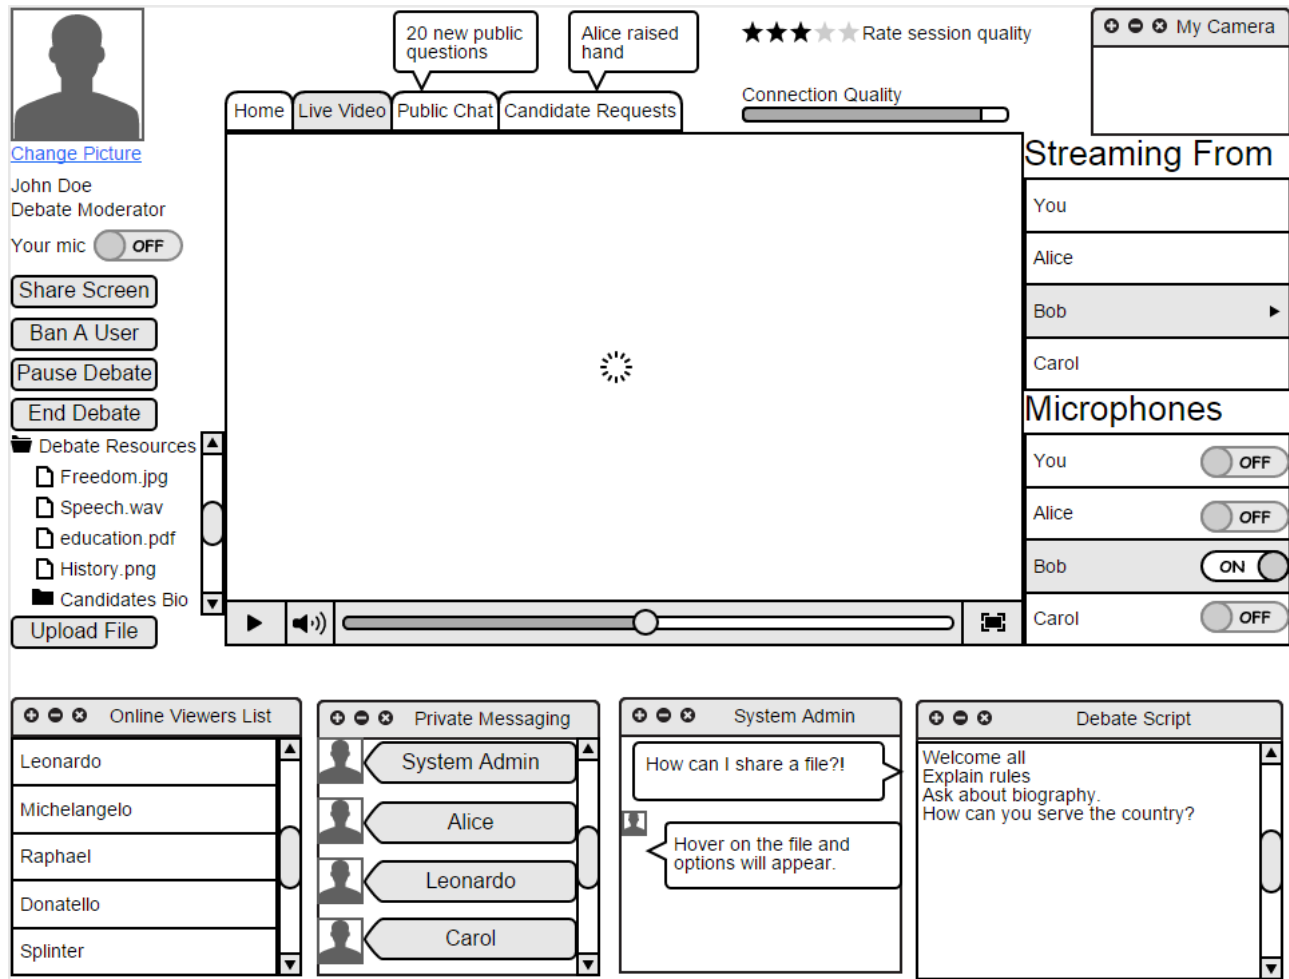 20 new public
questions
Alice raised
hand
Rate session quality
My Camera
Connection Quality
Home
Live Video
Public Chat
Candidate Requests
Change Picture
John Doe
Debate Moderator
Your mic OFF
Share Screen
Ban A User
Pause Debate
End Debate
Debate Resources
Freedom.jpg
Speech.wav
education.pdf
History.png
Candidates Bio
Upload File
Streaming From
You
Alice
Bob
Carol
Microphones
You OFF
Alice OFF
Bob ON
Carol OFF
Online Viewers List
Leonardo
Michelangelo
Raphael
Donatello
Splinter
Private Messaging
System Admin
Alice
Leonardo
Carol
System Admin
How can I share a file?!
Hover on the file and
options will appear.
Debate Script
Welcome all
Explain rules
Ask about biography.
How can you serve the country?